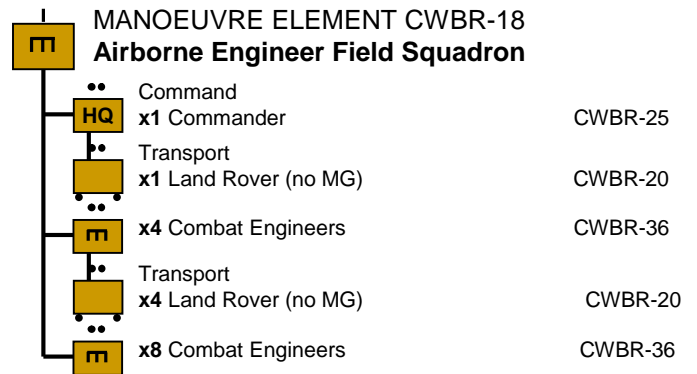 MANOEUVRE ELEMENT CWBR-18
Airborne Engineer Field Squadron
Command
HQ x1 Commander CWBR-25
Transport
x1 Land Rover (no MG) CWBR-20
x4 Combat Engineers CWBR-36
Transport
x4 Land Rover (no MG) CWBR-20
x8 Combat Engineers CWBR-36